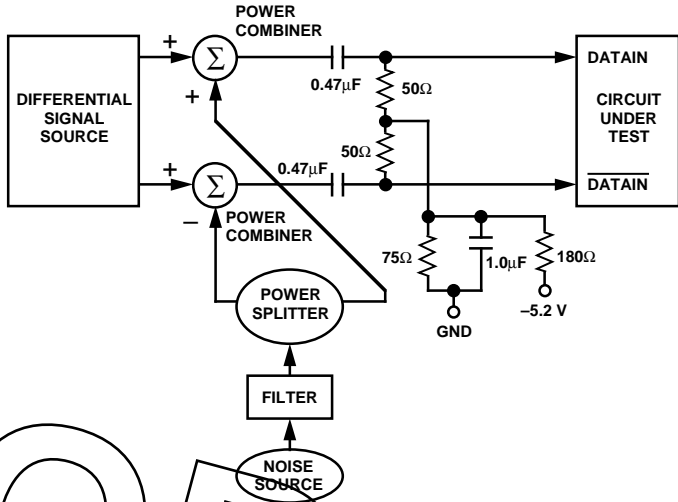 POWER
COMBINER
+
Σ
+
0.47μF
50Ω
DATAIN
DIFFERENTIAL
SIGNAL
SOURCE
CIRCUIT
UNDER
TEST
50Ω
+
Σ
0.47μF
D̅A̅T̅A̅I̅N̅
–
POWER
COMBINER
75Ω
1.0μF
180Ω
POWER
SPLITTER
GND
–5.2 V
FILTER
NOISE
SOURCE